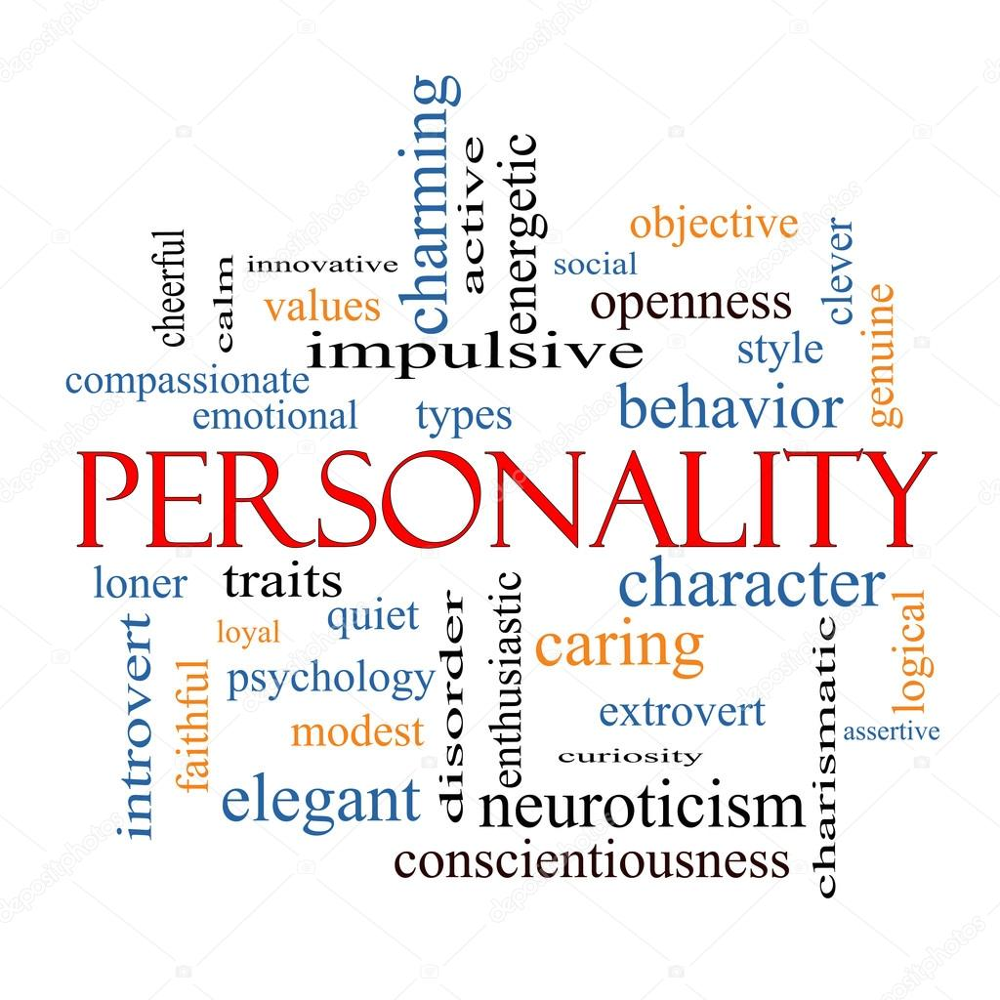 charming
active
energetic
objective
cheerful
calm
innovative
values
social
openness
clever
genuine
impulsive
style
compassionate
emotional
types
behavior
PERSONALITY
loner
traits
character
introvert
loyal
quiet
disorder
enthusiastic
caring
logical
faithful
psychology
modest
extrovert
charismatic
assertive
curiosity
elegant
neuroticism
conscientiousness
depositphotos